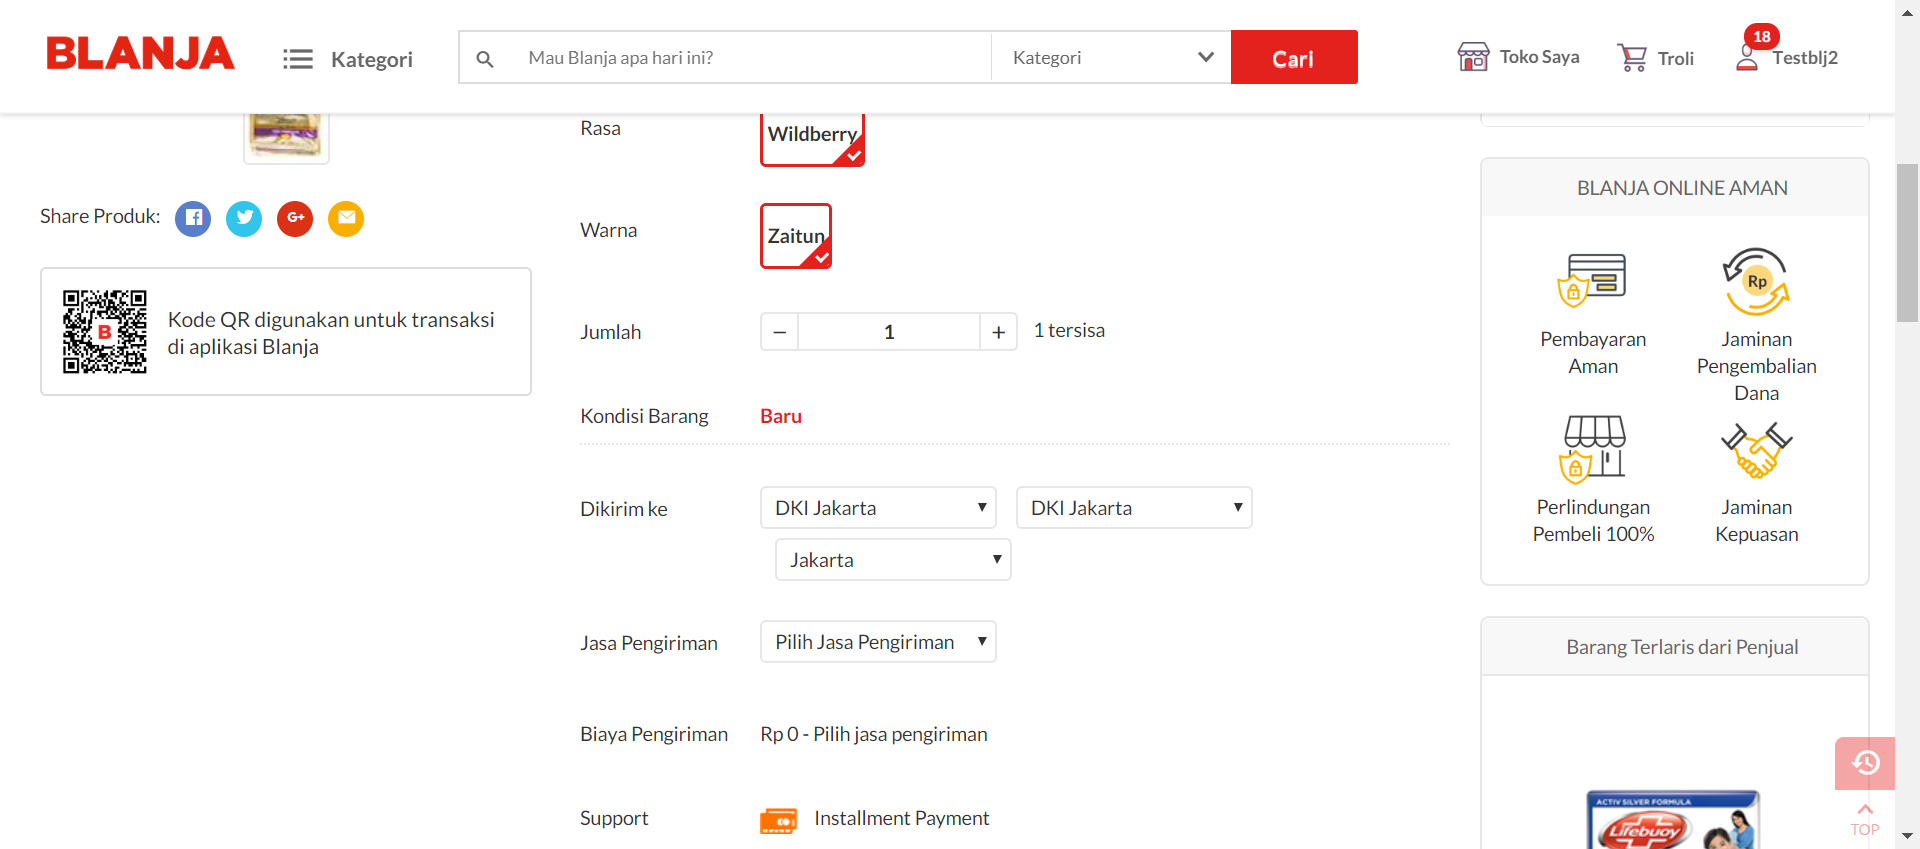 BLANJA
Kategori
Mau Blanja apa hari ini?
Kategori
Cari
Toko Saya
Troli
18
Testblj2
Share Produk:
G+
B
Kode QR digunakan untuk transaksi
di aplikasi Blanja
Rasa
Wildberry
Warna
Zaitun
Jumlah
− 1 + 1 tersisa
Kondisi Barang
Baru
Dikirim ke
DKI Jakarta
DKI Jakarta
Jakarta
Jasa Pengiriman
Pilih Jasa Pengiriman
Biaya Pengiriman
Rp 0 - Pilih jasa pengiriman
Support
Installment Payment
BLANJA ONLINE AMAN
Rp
Pembayaran
Aman
Jaminan
Pengembalian
Dana
Perlindungan
Pembeli 100%
Jaminan
Kepuasan
Barang Terlaris dari Penjual
ACTIV SILVER FORMULA
Lifebuoy
TOP